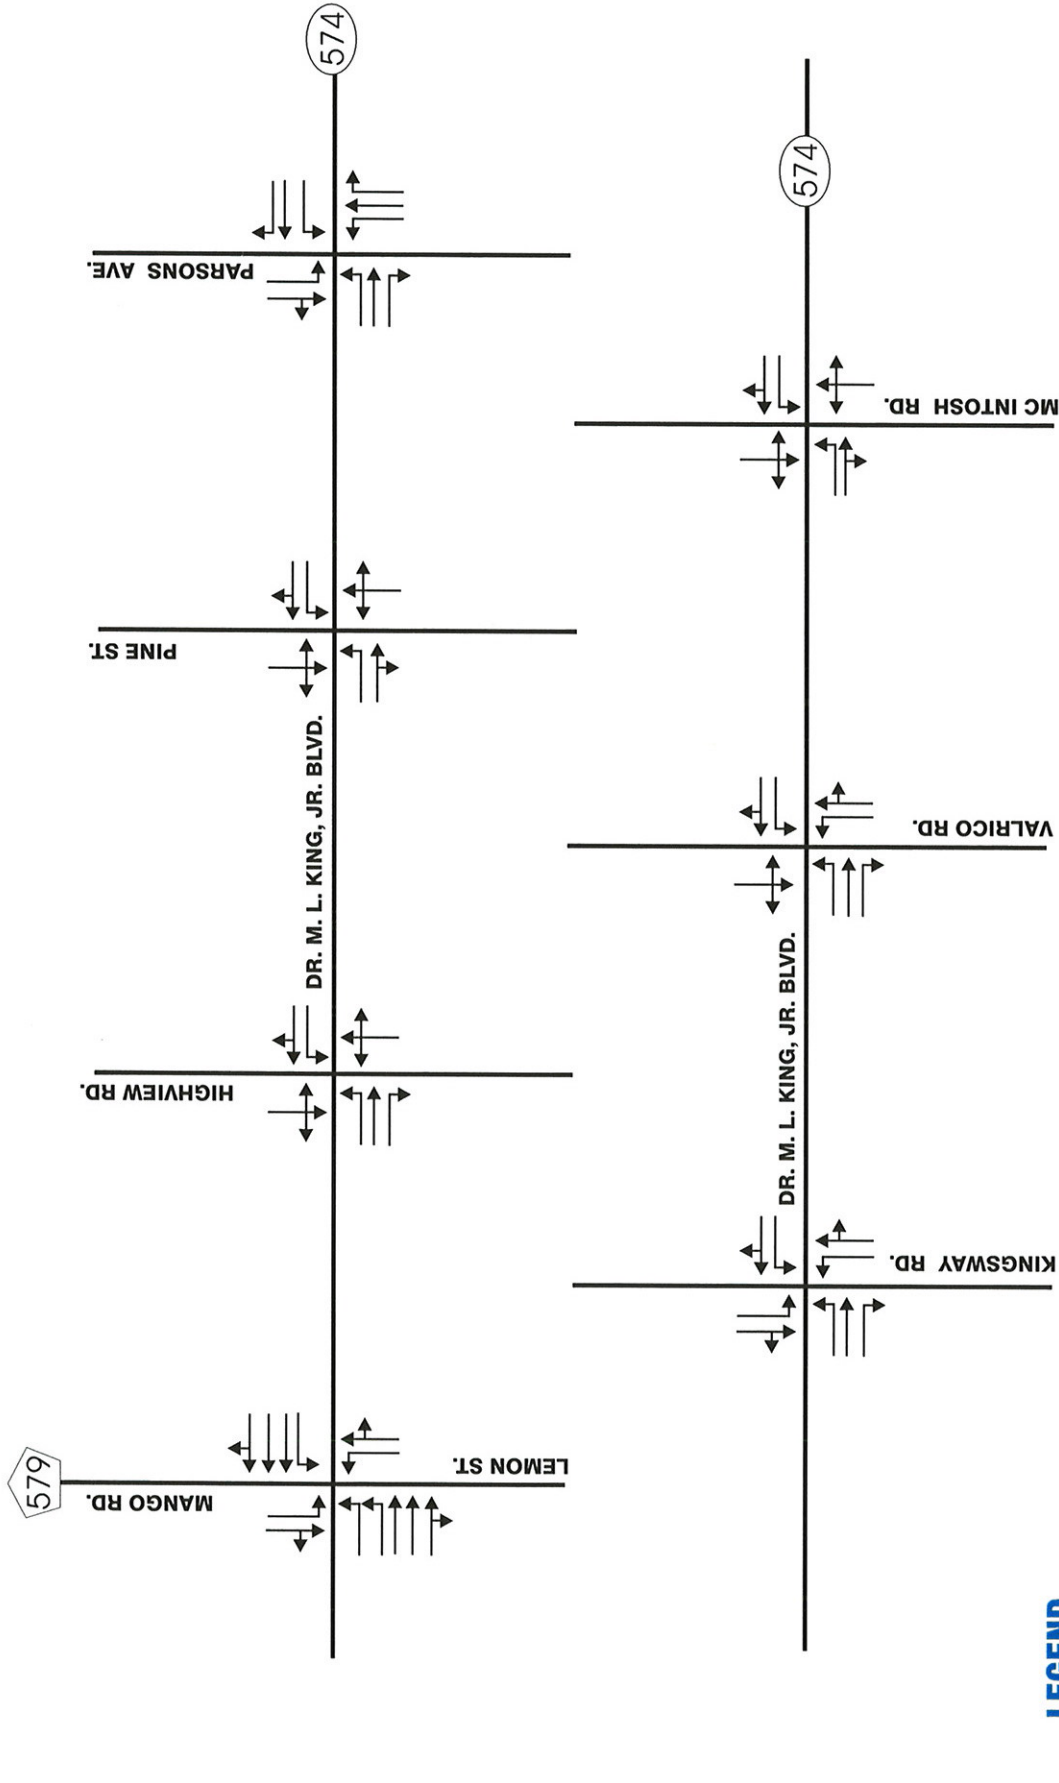 579
MANGO RD.
LEMON ST.
HIGHVIEW RD.
DR. M. L. KING, JR. BLVD.
PINE ST.
PARSONS AVE.
574
KINGSWAY RD.
DR. M. L. KING, JR. BLVD.
VALRICO RD.
MC INTOSH RD.
574
LEGEND